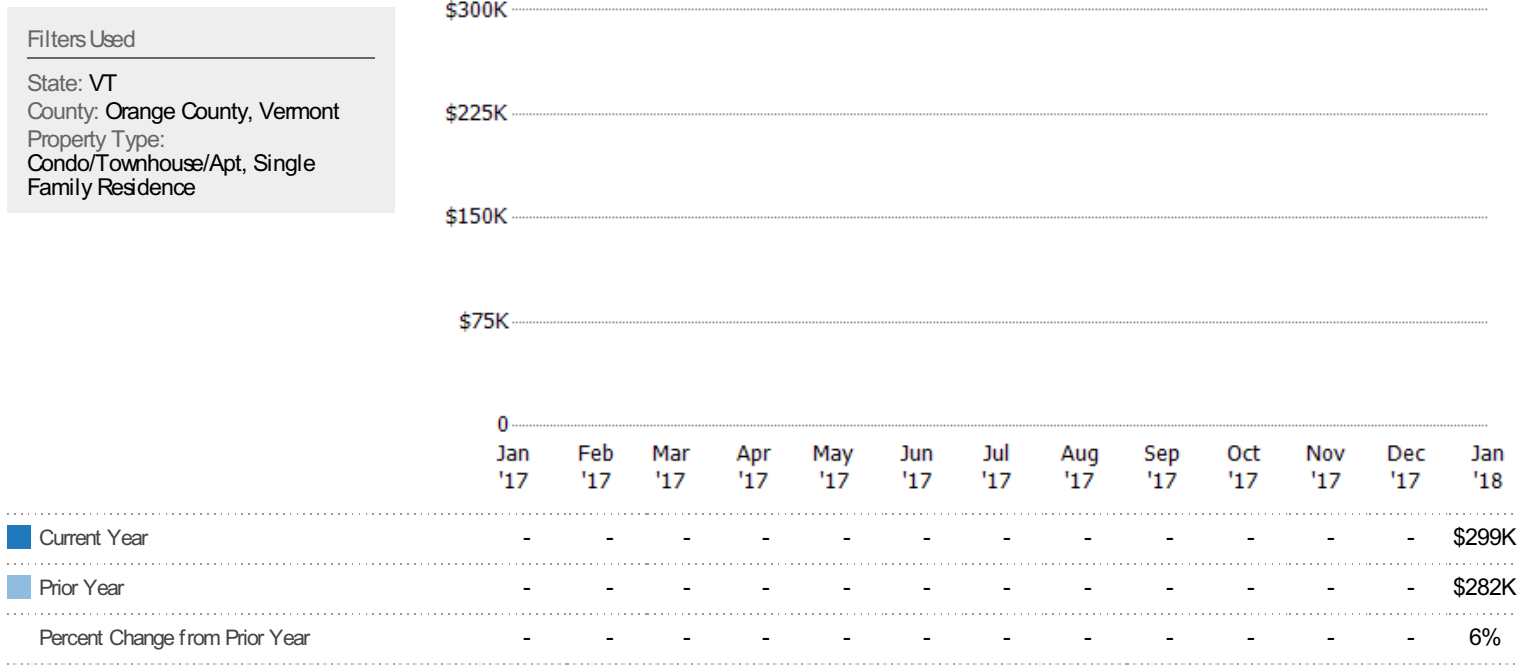 Filters Used
State: VT
County: Orange County, Vermont
Property Type:
Condo/Townhouse/Apt, Single
Family Residence
$300K
$225K
$150K
$75K
0
Jan Feb Mar Apr May Jun Jul Aug Sep Oct Nov Dec Jan
'17 '17 '17 '17 '17 '17 '17 '17 '17 '17 '17 '17 '18
Current Year - - - - - - - - - - - - $299K
Prior Year - - - - - - - - - - - - $282K
Percent Change from Prior Year - - - - - - - - - - - - 6%